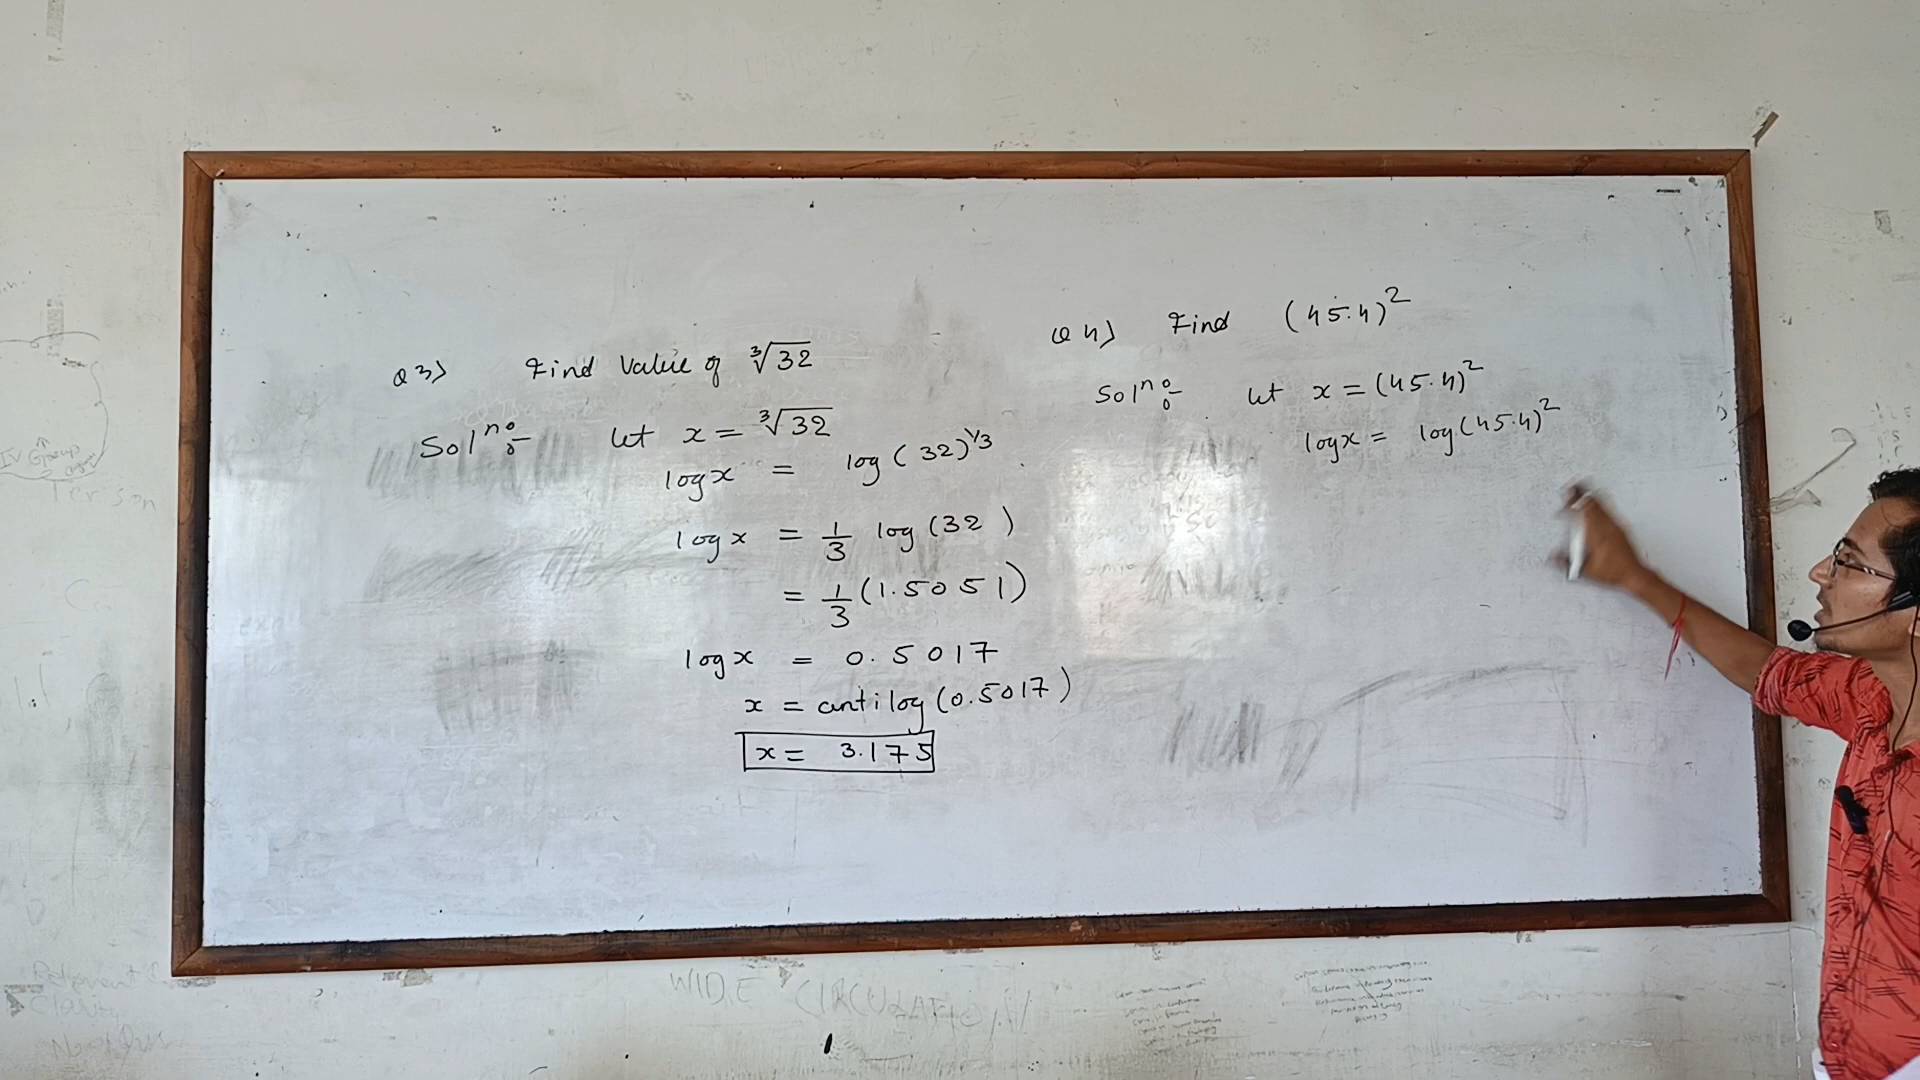 Q3) Find Value of ∛32
Solⁿ:- let x = ∛32
log x = log (32)^1/3
log x = 1/3 log (32)
= 1/3 (1.5051)
log x = 0.5017
x = antilog (0.5017)
x = 3.175
Q4) Find (45.4)²
Solⁿ:- let x = (45.4)²
log x = log (45.4)²
WIDE CIRCULATION